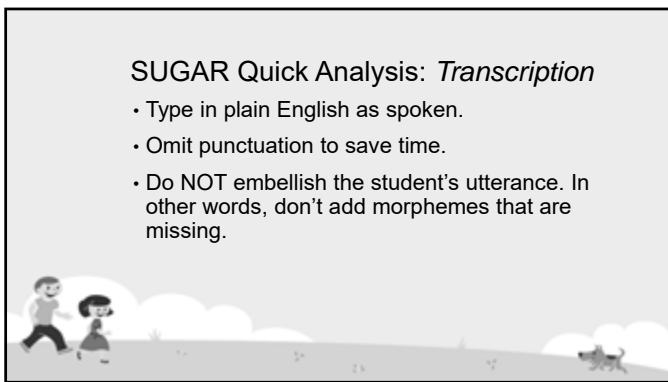 SUGAR Quick Analysis: Transcription
• Type in plain English as spoken.
• Omit punctuation to save time.
• Do NOT embellish the student’s utterance. In
other words, don’t add morphemes that are
missing.